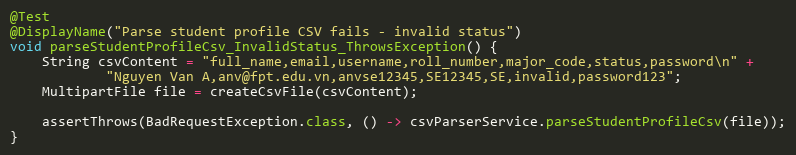 @Test
@DisplayName("Parse student profile CSV fails - invalid status")
void parseStudentProfileCsv_InvalidStatus_ThrowsException() {
    String csvContent = "full_name,email,username,roll_number,major_code,status,password\n" +
            "Nguyen Van A,anv@fpt.edu.vn,anvse12345,SE12345,SE,invalid,password123";
    MultipartFile file = createCsvFile(csvContent);

    assertThrows(BadRequestException.class, () -> csvParserService.parseStudentProfileCsv(file));
}